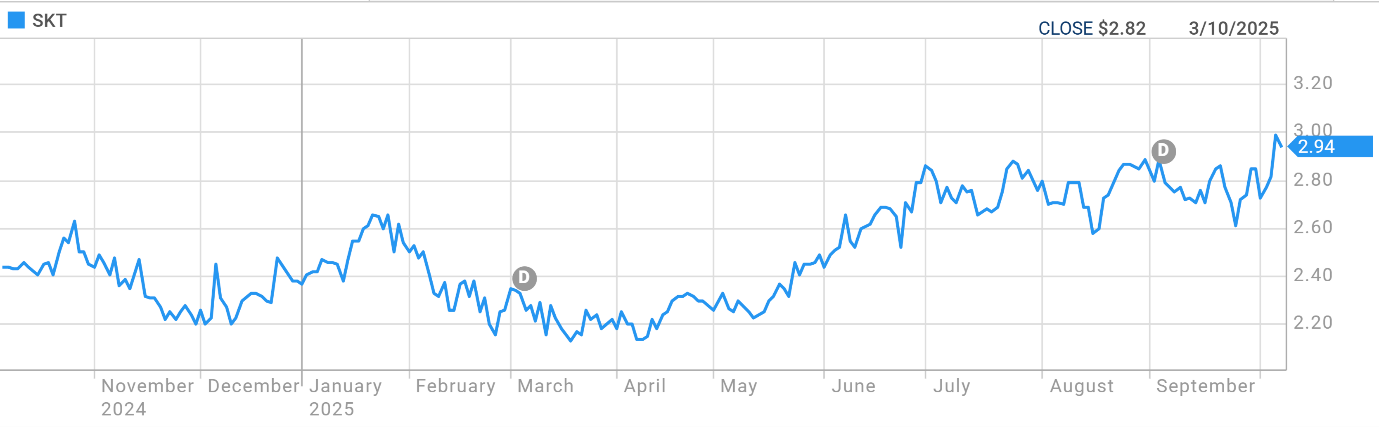 SKT
CLOSE $2.82 3/10/2025
3.20
3.00
2.94
2.80
2.60
2.40
2.20
D
D
November December January February March April May June July August September
2024 2025